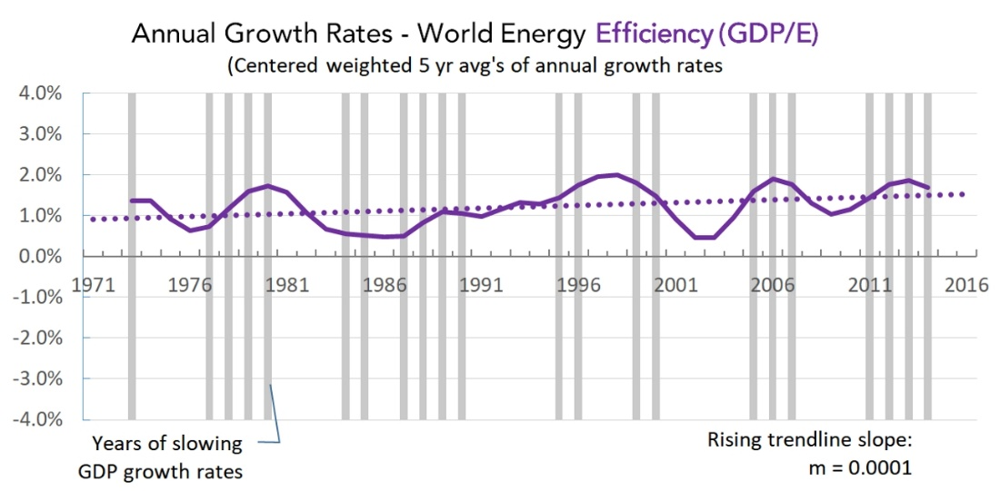 Annual Growth Rates - World Energy Efficiency (GDP/E)
(Centered weighted 5 yr avg's of annual growth rates
4.0%
3.0%
2.0%
1.0%
0.0%
1971 1976 1981 1986 1991 1996 2001 2006 2011 2016
-1.0%
-2.0%
-3.0%
-4.0%
Years of slowing
GDP growth rates
Rising trendline slope:
m = 0.0001